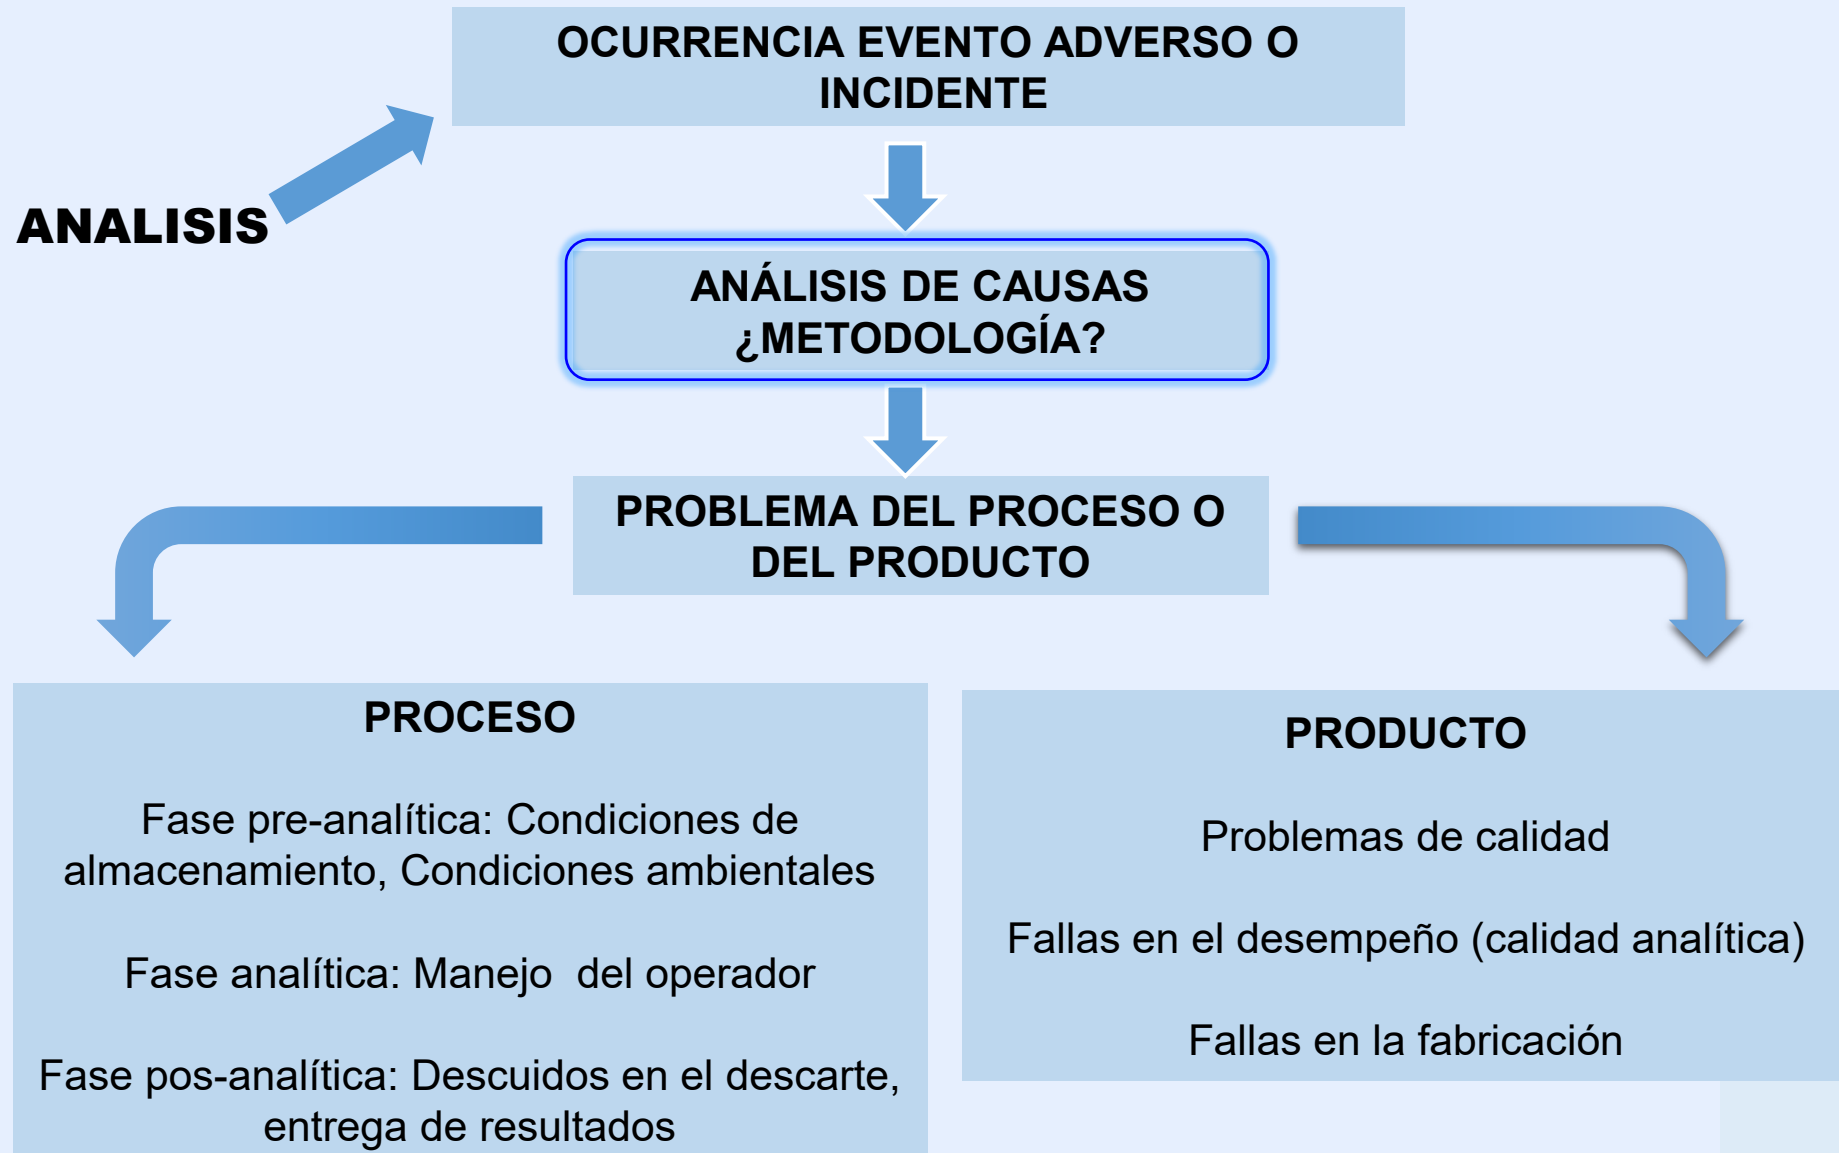 OCURRENCIA EVENTO ADVERSO O
INCIDENTE
ANALISIS
ANÁLISIS DE CAUSAS
¿METODOLOGÍA?
PROBLEMA DEL PROCESO O
DEL PRODUCTO
PROCESO
Fase pre-analítica: Condiciones de
almacenamiento, Condiciones ambientales
Fase analítica: Manejo  del operador
Fase pos-analítica: Descuidos en el descarte,
entrega de resultados
PRODUCTO
Problemas de calidad
Fallas en el desempeño (calidad analítica)
Fallas en la fabricación